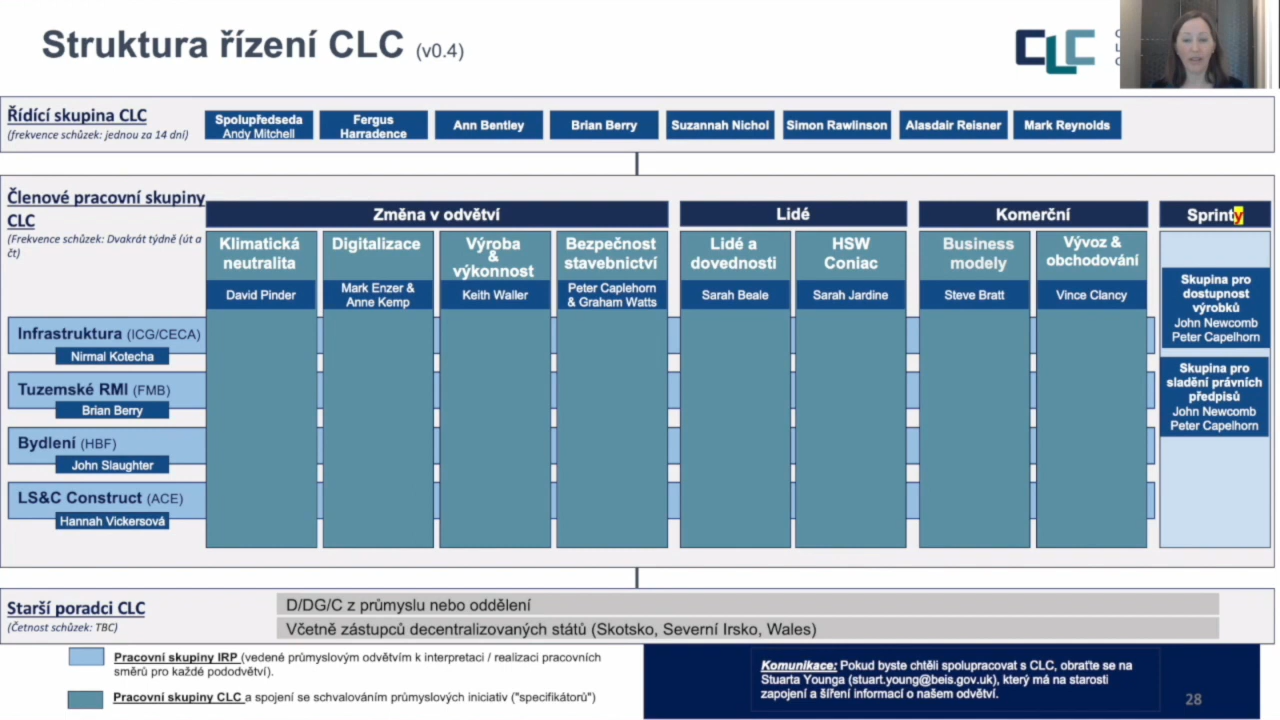 Struktura řízení CLC (v0.4)
CLC
Řídící skupina CLC
(frekvence schůzek: jednou za 14 dní)
Spolupředseda
Andy Mitchell
Fergus
Harradence
Ann Bentley
Brian Berry
Suzannah Nichol
Simon Rawlinson
Alasdair Reisner
Mark Reynolds
Členové pracovní skupiny
CLC
(Frekvence schůzek: Dvakrát týdně (út a
čt)
Změna v odvětví
Lidé
Komerční
Sprinty
Klimatická
neutralita
David Pinder
Digitalizace
Mark Enzer &
Anne Kemp
Výroba
&
výkonnost
Keith Waller
Bezpečnost
stavebnictví
Peter Caplehorn
& Graham Watts
Lidé a
dovednosti
Sarah Beale
HSW
Coniac
Sarah Jardine
Business
modely
Steve Bratt
Vývoz &
obchodování
Vince Clancy
Skupina pro
dostupnost
výrobků
John Newcomb
Peter Capelhorn
Skupina pro
sladění právních
předpisů
John Newcomb
Peter Capelhorn
Infrastruktura (ICG/CECA)
Nirmal Kotecha
Tuzemské RMI (FMB)
Brian Berry
Bydlení (HBF)
John Slaughter
LS&C Construct (ACE)
Hannah Vickersová
Starší poradci CLC
(Četnost schůzek: TBC)
D/DG/C z průmyslu nebo oddělení
Včetně zástupců decentralizovaných států (Skotsko, Severní Irsko, Wales)
Pracovní skupiny IRP (vedené průmyslovým odvětvím k interpretaci / realizaci pracovních
směrů pro každé pododvětví).
Pracovní skupiny CLC a spojení se schvalováním průmyslových iniciativ ("specifikátorů")
Komunikace: Pokud byste chtěli spolupracovat s CLC, obraťte se na
Stuarta Younga (stuart.young@beis.gov.uk), který má na starosti
zapojení a šíření informací o našem odvětví.
28